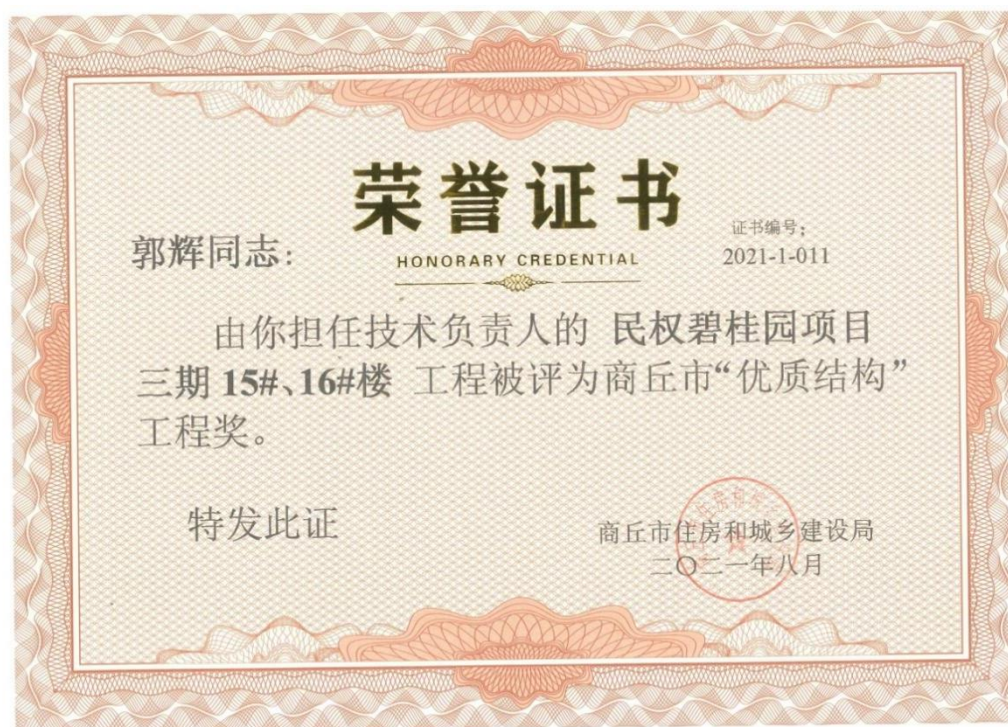 荣誉证书
HONORARY CREDENTIAL
证书编号：
2021-1-011
郭辉同志：
由你担任技术负责人的 民权碧桂园项目
三期15#、16#楼 工程被评为商丘市“优质结构”
工程奖。
特发此证
商丘市住房和城乡建设局
二〇二一年八月